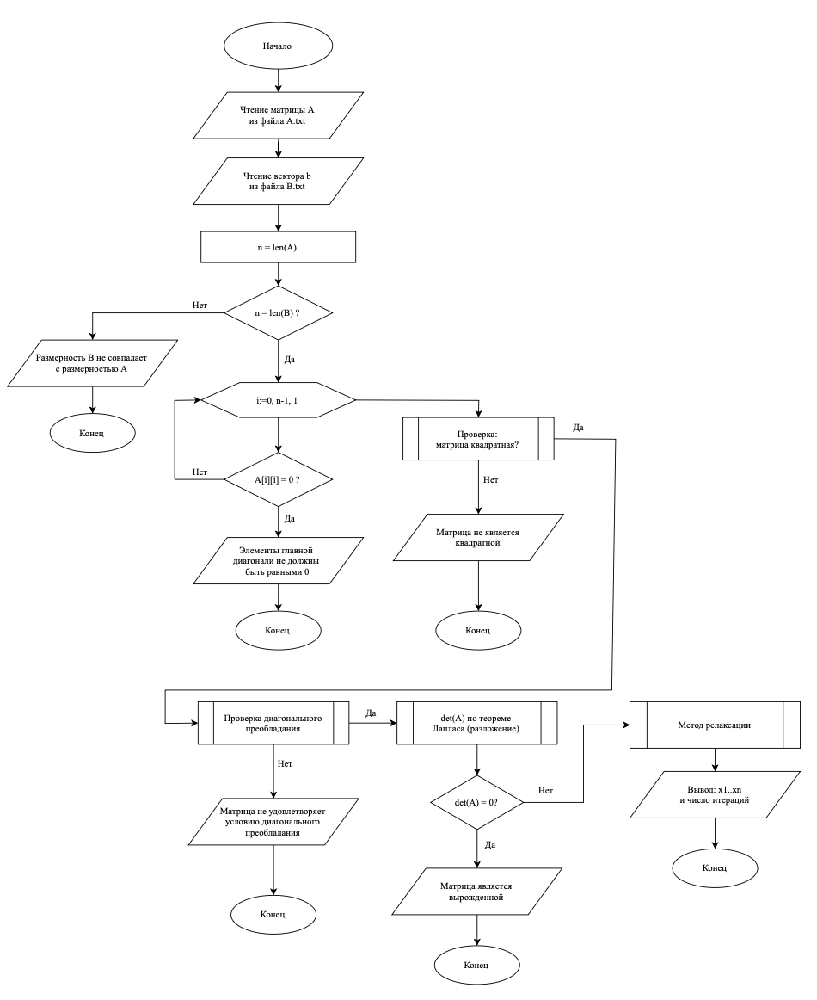 Начало
Чтение матрицы A
из файла A.txt
Чтение вектора b
из файла B.txt
n = len(A)
n = len(B) ?
Нет
Да
Размерность B не совпадает
с размерностью A
Конец
i:=0, n-1, 1
A[i][i] = 0 ?
Нет
Да
Элементы главной
диагонали не должны
быть равными 0
Конец
Проверка:
матрица квадратная?
Да
Нет
Матрица не является
квадратной
Конец
Проверка диагонального
преобладания
Да
Нет
Матрица не удовлетворяет
условию диагонального
преобладания
Конец
det(A) по теореме
Лапласа (разложение)
det(A) = 0?
Нет
Да
Матрица является
вырожденной
Конец
Метод релаксации
Вывод: x1..xn
и число итераций
Конец